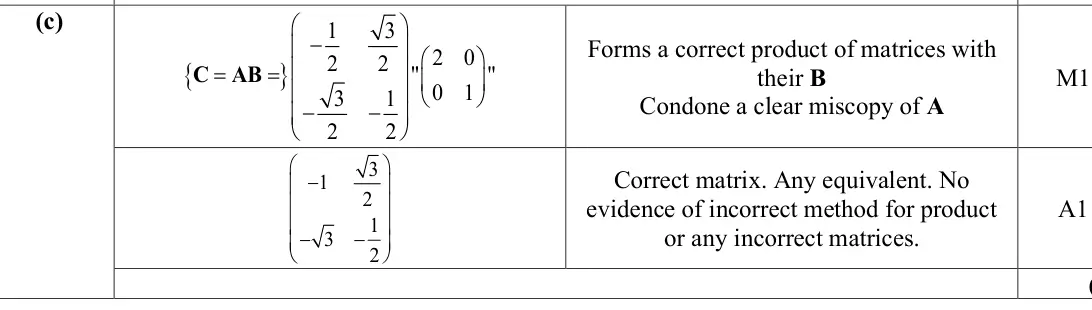 (c)
{C = AB =} ( -1/2 √3/2 ; -√3/2 -1/2 ) "( 2 0 ; 0 1 )"
Forms a correct product of matrices with
their B
Condone a clear miscopy of A
M1
( -1 √3/2 ; -√3 -1/2 )
Correct matrix. Any equivalent. No
evidence of incorrect method for product
or any incorrect matrices.
A1
(